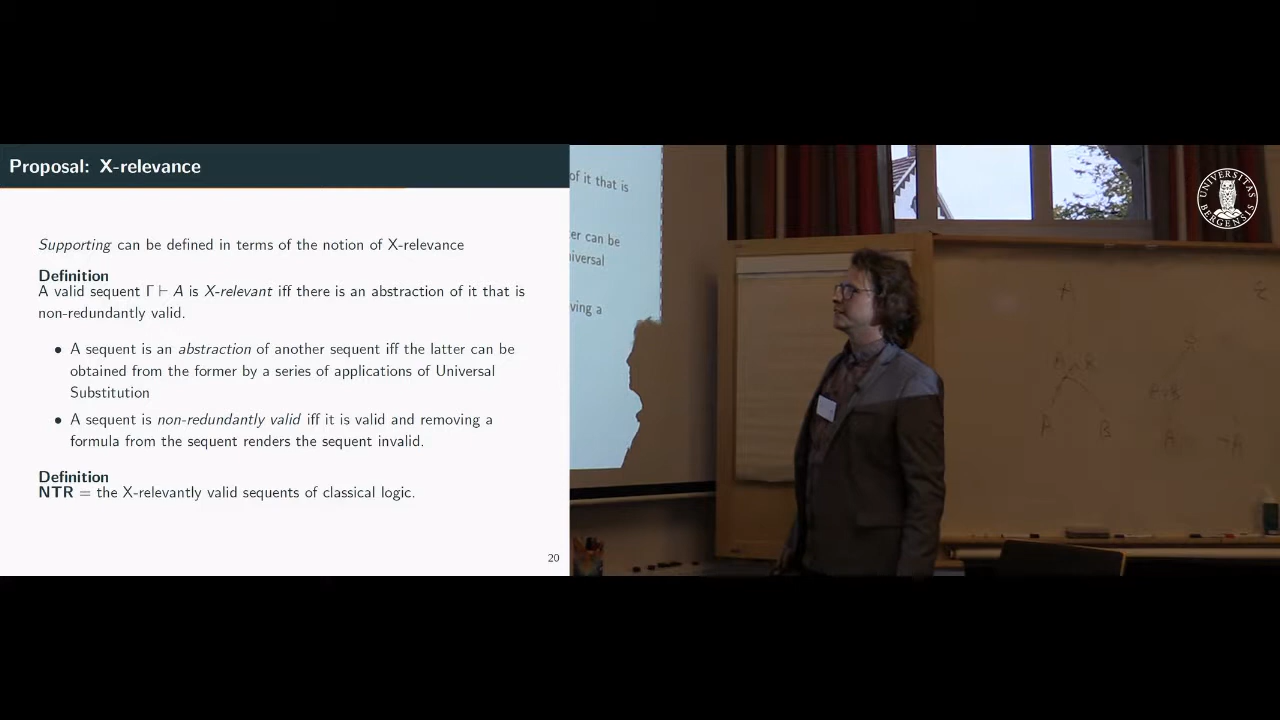 Proposal: X-relevance
Supporting can be defined in terms of the notion of X-relevance
Definition
A valid sequent Γ ⊢ A is X-relevant iff there is an abstraction of it that is
non-redundantly valid.
• A sequent is an abstraction of another sequent iff the latter can be
obtained from the former by a series of applications of Universal
Substitution
• A sequent is non-redundantly valid iff it is valid and removing a
formula from the sequent renders the sequent invalid.
Definition
NTR = the X-relevantly valid sequents of classical logic.
20
of it that is
er can be
iversal
ving a
UNIVERSITAS
BERGENSIS
A
A B